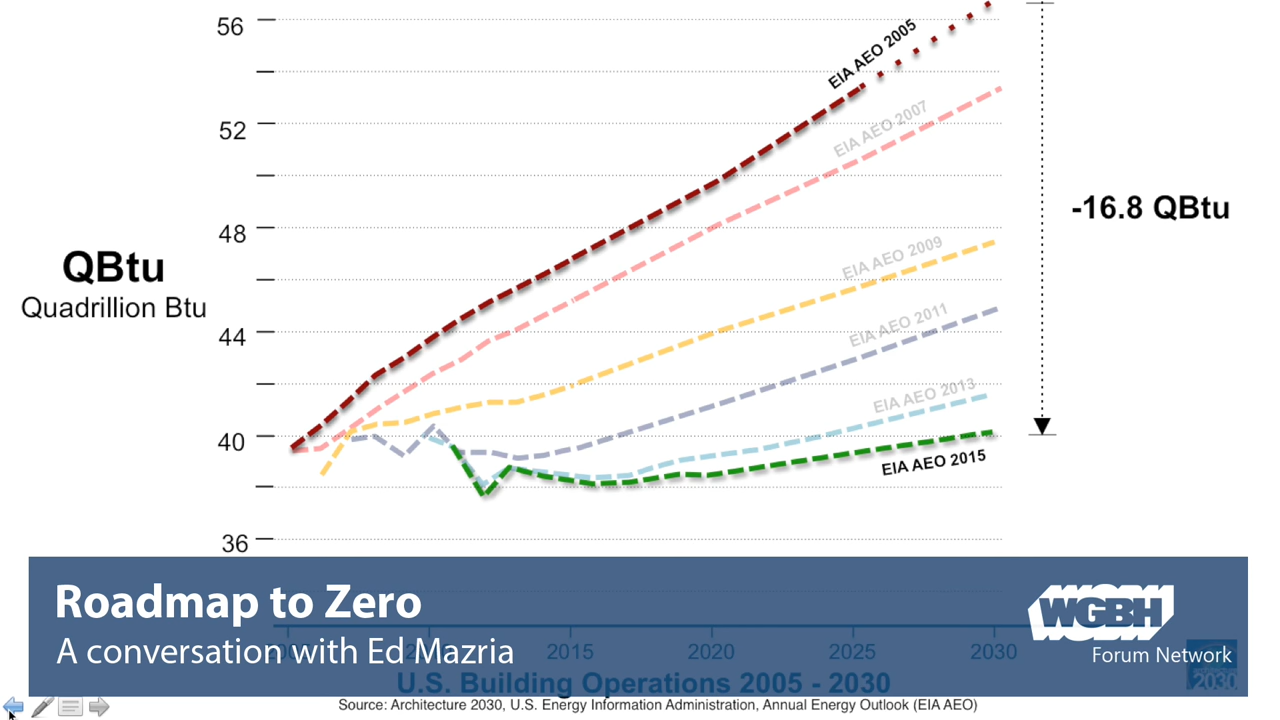 56
52
48
44
40
36
QBtu
Quadrillion Btu
EIA AEO 2005
EIA AEO 2007
EIA AEO 2009
EIA AEO 2011
EIA AEO 2013
EIA AEO 2015
-16.8 QBtu
Roadmap to Zero
A conversation with Ed Mazria
WGBH
Forum Network
2015
2020
2025
2030
2030
U.S. Building Operations 2005 - 2030
Source: Architecture 2030, U.S. Energy Information Administration, Annual Energy Outlook (EIA AEO)